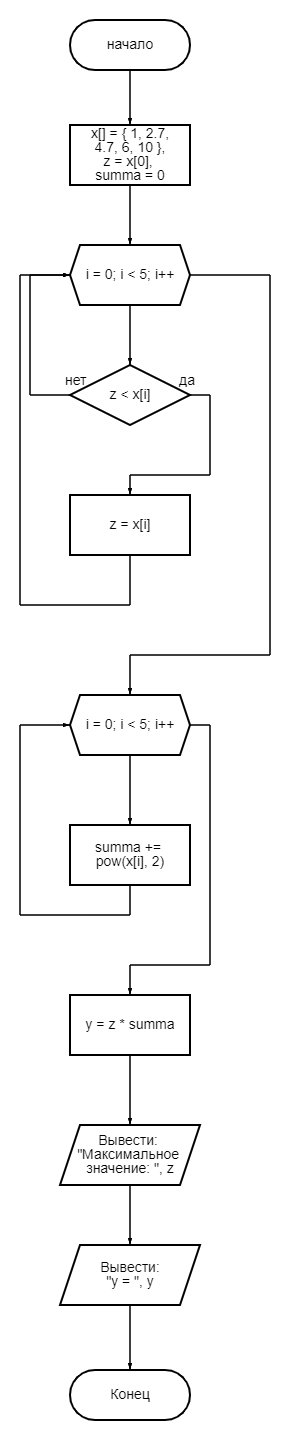 начало
x[] = { 1, 2.7,
4.7, 6, 10 },
z = x[0],
summa = 0
i = 0; i < 5; i++
нет
да
z < x[i]
z = x[i]
i = 0; i < 5; i++
summa +=
pow(x[i], 2)
y = z * summa
Вывести:
"Максимальное
значение: ", z
Вывести:
"y = ", y
Конец